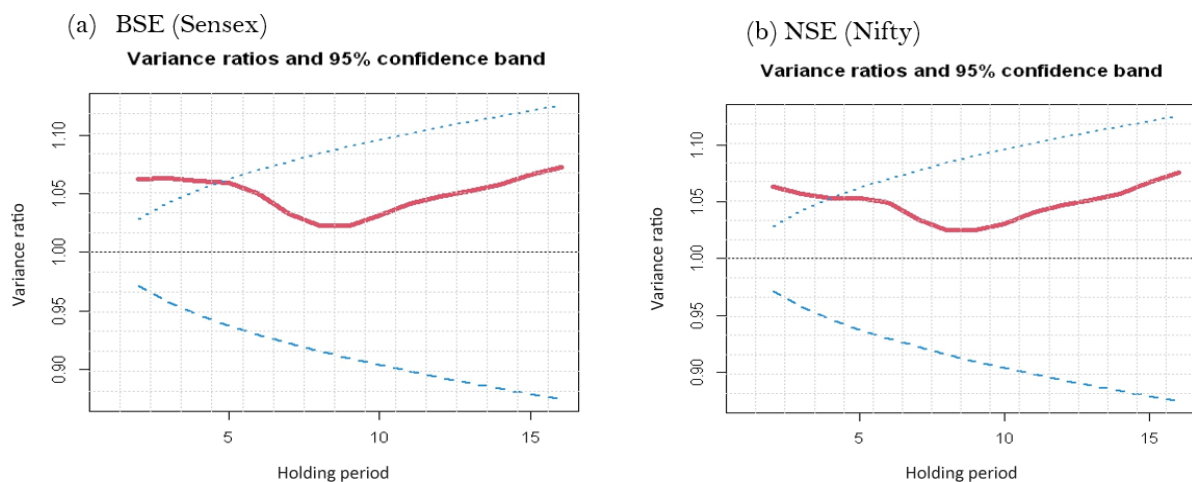 (a) BSE (Sensex)
Variance ratios and 95% confidence band
Variance ratio
1.10
1.05
1.00
0.95
0.90
5 10 15
Holding period
(b) NSE (Nifty)
Variance ratios and 95% confidence band
Variance ratio
1.10
1.05
1.00
0.95
0.90
5 10 15
Holding period